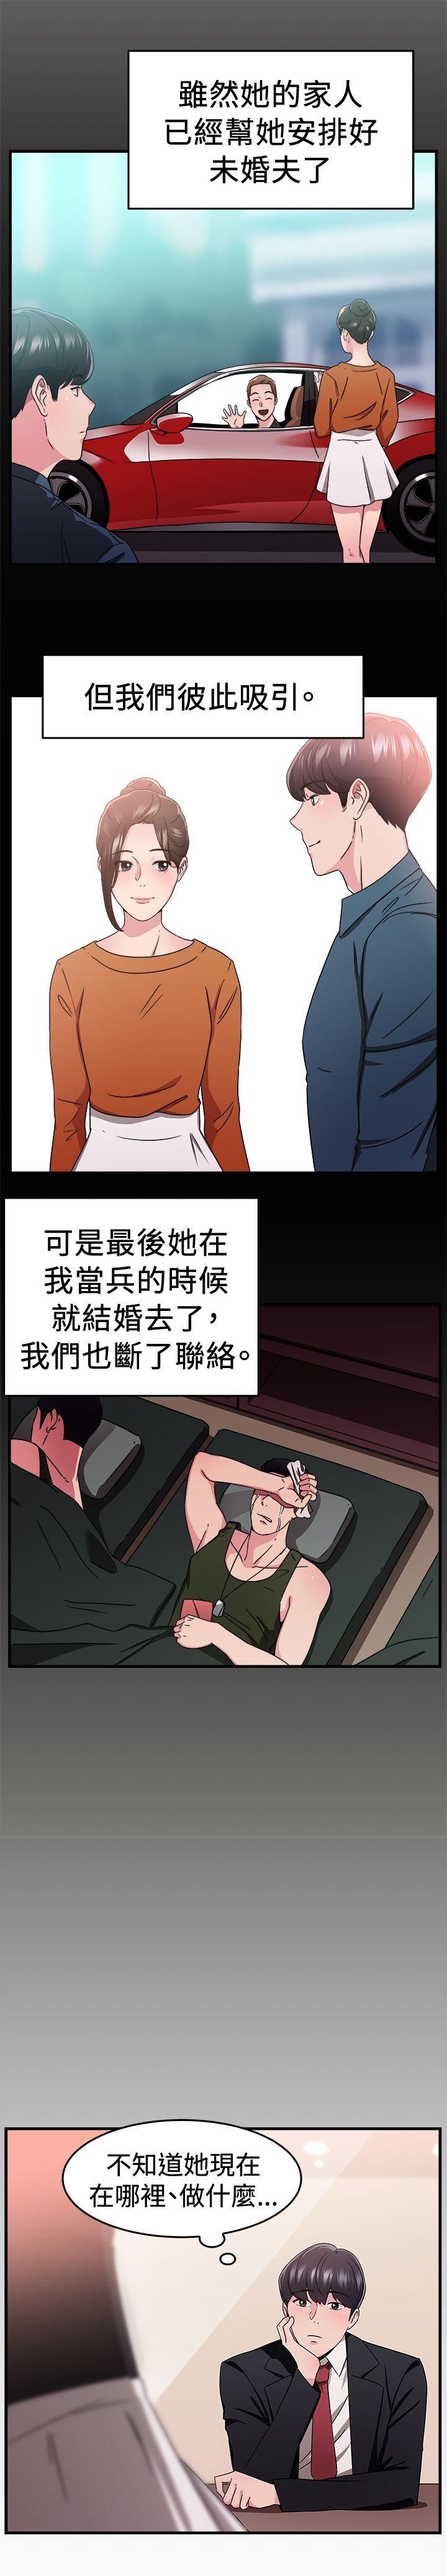 雖然她的家人
已經幫她安排好
未婚夫了
但我們彼此吸引。
可是最後她在
我當兵的時候
就結婚去了，
我們也斷了聯絡。
不知道她現在
在哪裡、做什麼...